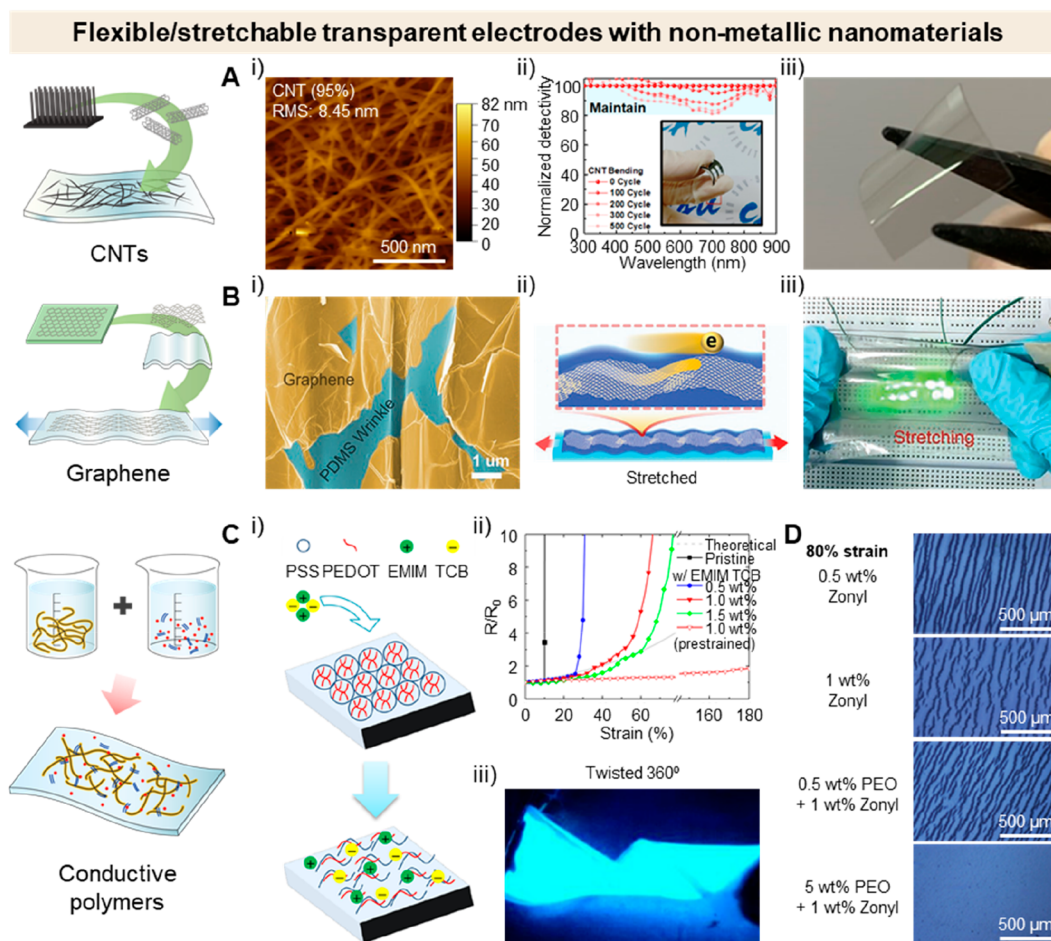 Flexible/stretchable transparent electrodes with non-metallic nanomaterials
A
CNTs
i)
CNT (95%)
RMS: 8.45 nm
500 nm
82 nm
70
60
50
40
30
20
10
0
ii)
Normalized detectivity
100
80
60
40
20
0
Maintain
CNT Bending
0 Cycle
100 Cycle
200 Cycle
300 Cycle
500 Cycle
300 400 500 600 700 800 900
Wavelength (nm)
iii)
B
Graphene
i)
Graphene
PDMS Wrinkle
1 um
ii)
e
Stretched
iii)
Stretching
C
+
Conductive
polymers
i)
PSS PEDOT EMIM TCB
ii)
R/R0
10
8
6
4
2
1
Theoretical
Pristine
w/ EMIM TCB
0.5 wt%
1.0 wt%
1.5 wt%
1.0 wt%
(prestrained)
0 20 40 60 160 180
Strain (%)
iii)
Twisted 360º
D
80% strain
0.5 wt%
Zonyl
500 µm
1 wt%
Zonyl
500 µm
0.5 wt% PEO
+ 1 wt% Zonyl
500 µm
5 wt% PEO
+ 1 wt% Zonyl
500 µm